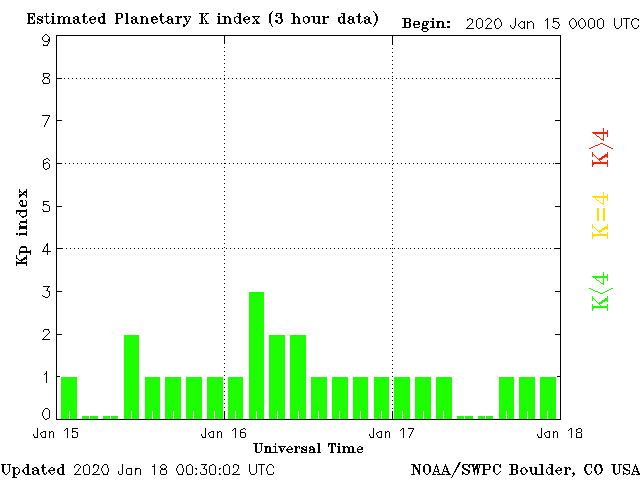 Estimated Planetary K index (3 hour data) Begin: 2020 Jan 15 0000 UTC
9
8
7
6
5
4
3
2
1
0
Kp index
K>4
K=4
K<4
Jan 15 Jan 16 Jan 17 Jan 18
Universal Time
Updated 2020 Jan 18 00:30:02 UTC NOAA/SWPC Boulder, CO USA